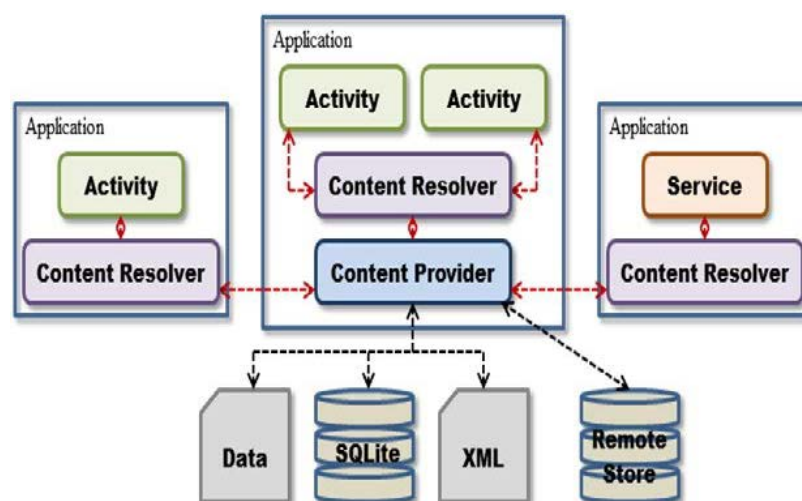 Application
Activity
Activity
Content Resolver
Content Provider
Application
Activity
Content Resolver
Application
Service
Content Resolver
Data
SQLite
XML
Remote
Store